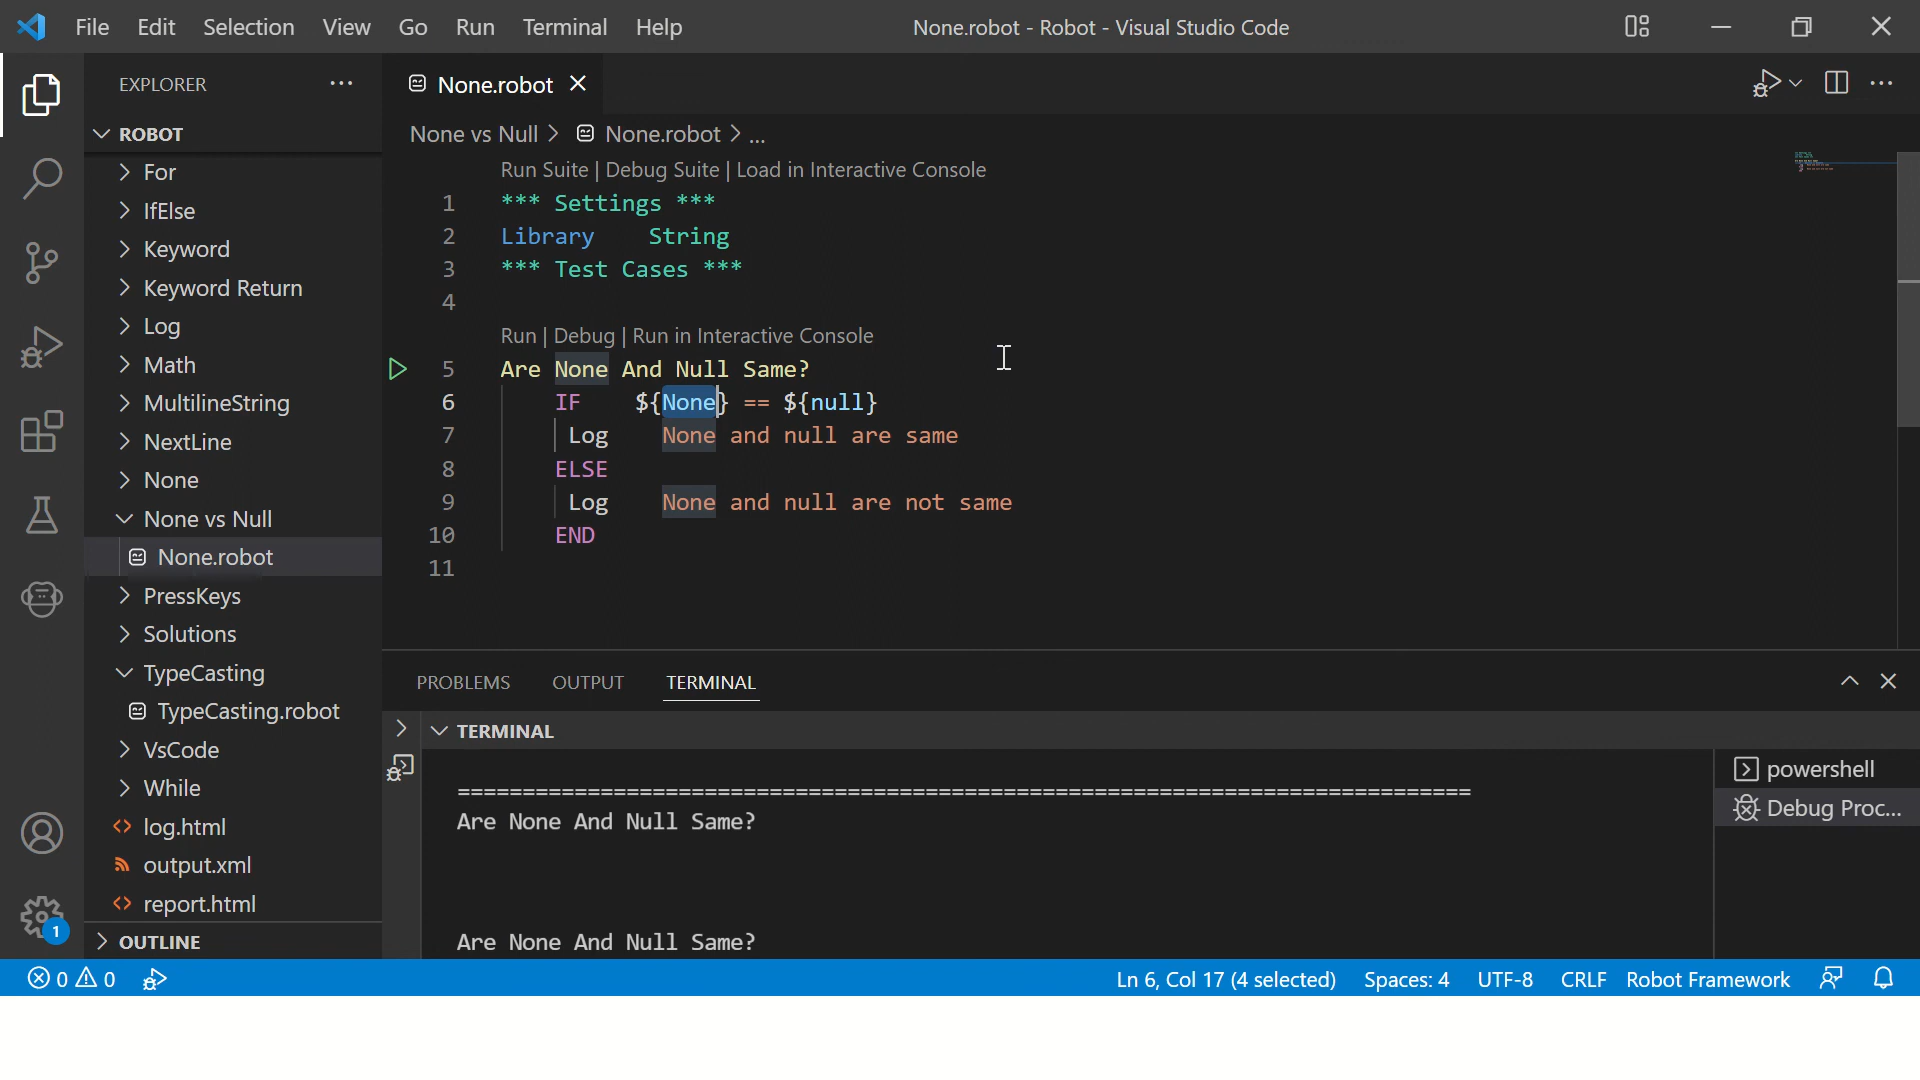 File Edit Selection View Go Run Terminal Help
None.robot - Robot - Visual Studio Code
EXPLORER
ROBOT
For
IfElse
Keyword
Keyword Return
Log
Math
MultilineString
NextLine
None
None vs Null
None.robot
PressKeys
Solutions
TypeCasting
TypeCasting.robot
VsCode
While
log.html
output.xml
report.html
OUTLINE
1
None.robot
None vs Null > None.robot > ...
Run Suite | Debug Suite | Load in Interactive Console
1 *** Settings ***
2 Library    String
3 *** Test Cases ***
4
Run | Debug | Run in Interactive Console
5 Are None And Null Same?
6     IF    ${None} == ${null}
7      Log    None and null are same
8     ELSE
9      Log    None and null are not same
10     END
11
PROBLEMS OUTPUT TERMINAL
TERMINAL
==============================================================================
Are None And Null Same?
Are None And Null Same?
powershell
Debug Proc...
0 0
Ln 6, Col 17 (4 selected) Spaces: 4 UTF-8 CRLF Robot Framework